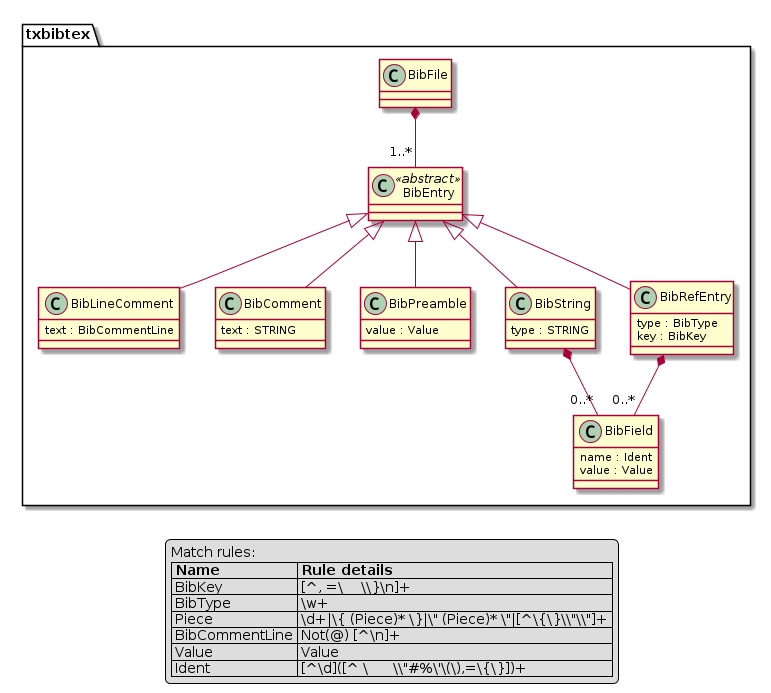 txbibtex
C BibFile
1..*
C «abstract» BibEntry
C BibLineComment
text : BibCommentLine
C BibComment
text : STRING
C BibPreamble
value : Value
C BibString
type : STRING
C BibRefEntry
type : BibType
key : BibKey
0..* 0..*
C BibField
name : Ident
value : Value
Match rules:
Name Rule details
BibKey [^, =\    \\}\n]+
BibType \w+
Piece \d+|\{ (Piece)* \}|\" (Piece)* \"|[^\{\}\\"\\"]+
BibCommentLine Not(@) [^\n]+
Value Value
Ident [^\d]([^ \      \\"#%\'\(\),=\{\}])+